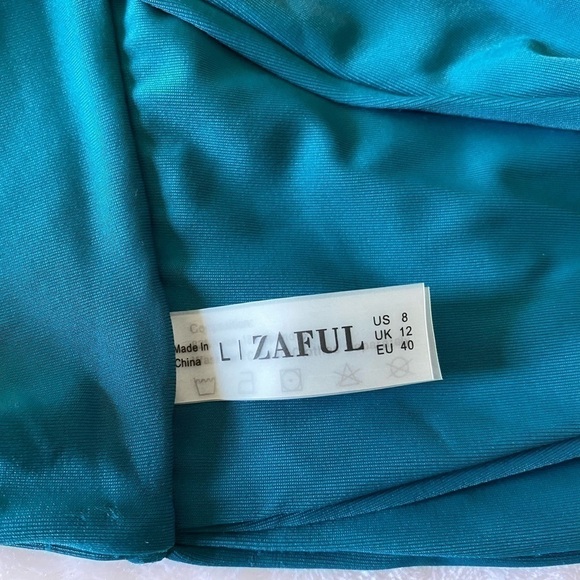 Made in
China
L | ZAFUL
US 8
UK 12
EU 40